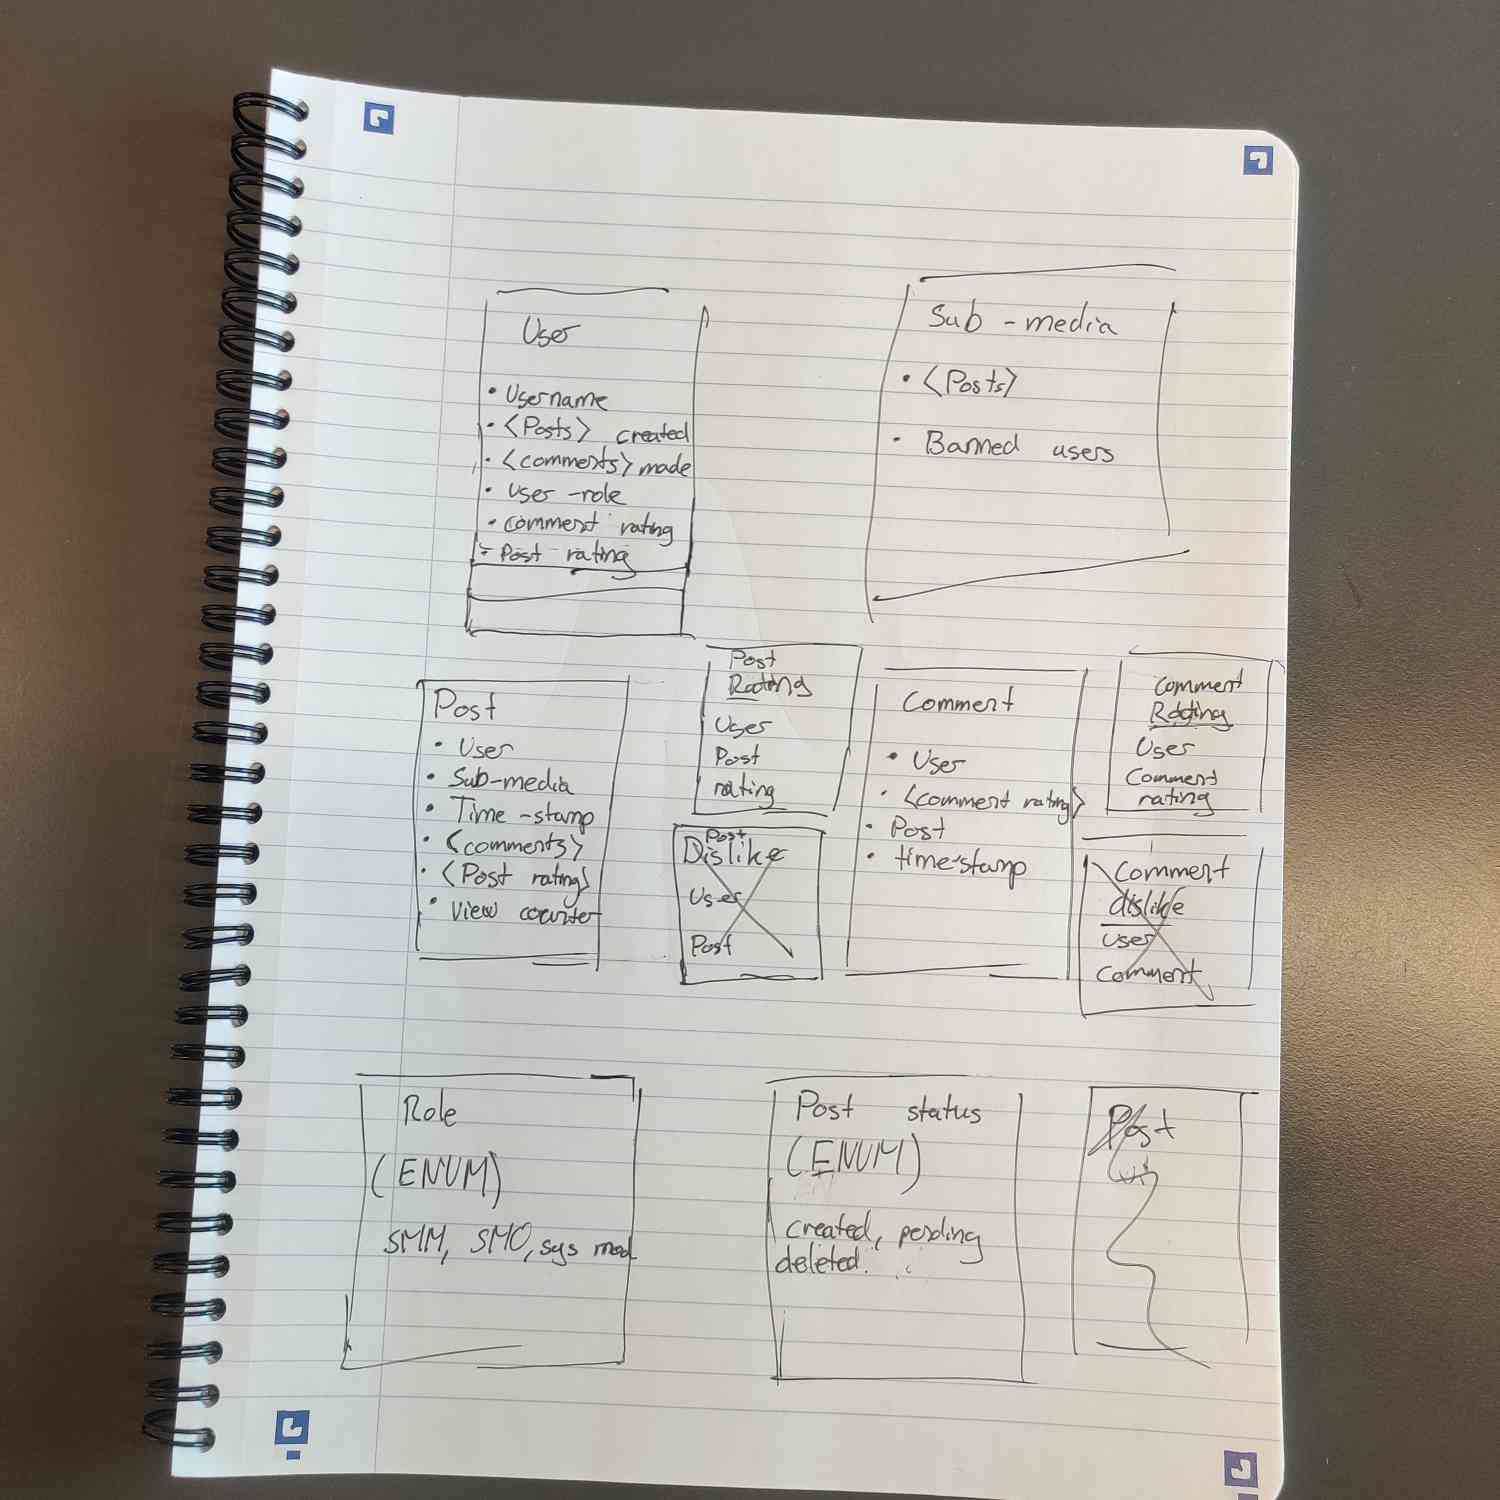 User
• Username
• <Posts> created
• <comments> made
• user-role
• comment rating
• Post rating
Sub-media
• <Posts>
• Banned users
Post
• User
• Sub-media
• Time-stamp
• <comments>
• <Post rating>
• view counter
Post
Rating
User
Post
rating
Post
Dislike
User
Post
Comment
• User
• <comment rating>
• Post
• time-stamp
Comment
Rating
User
Comment
rating
Comment
dislike
user
comment
Role
(ENUM)
SMM, SMO, sys mod
Post status
(ENUM)
created, pending
deleted.
Post